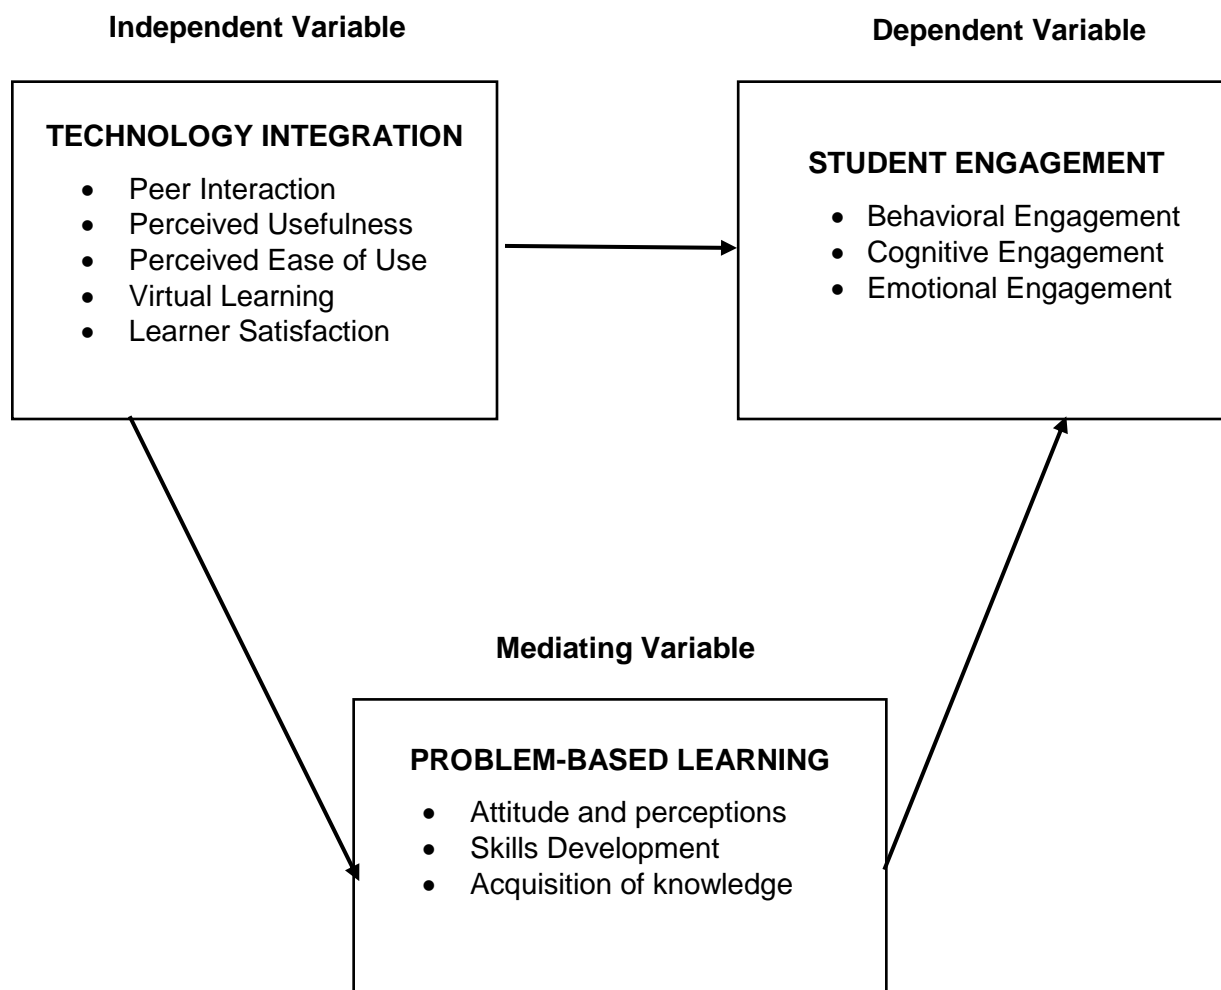 Independent Variable
Dependent Variable
TECHNOLOGY INTEGRATION
• Peer Interaction
• Perceived Usefulness
• Perceived Ease of Use
• Virtual Learning
• Learner Satisfaction
STUDENT ENGAGEMENT
• Behavioral Engagement
• Cognitive Engagement
• Emotional Engagement
Mediating Variable
PROBLEM-BASED LEARNING
• Attitude and perceptions
• Skills Development
• Acquisition of knowledge